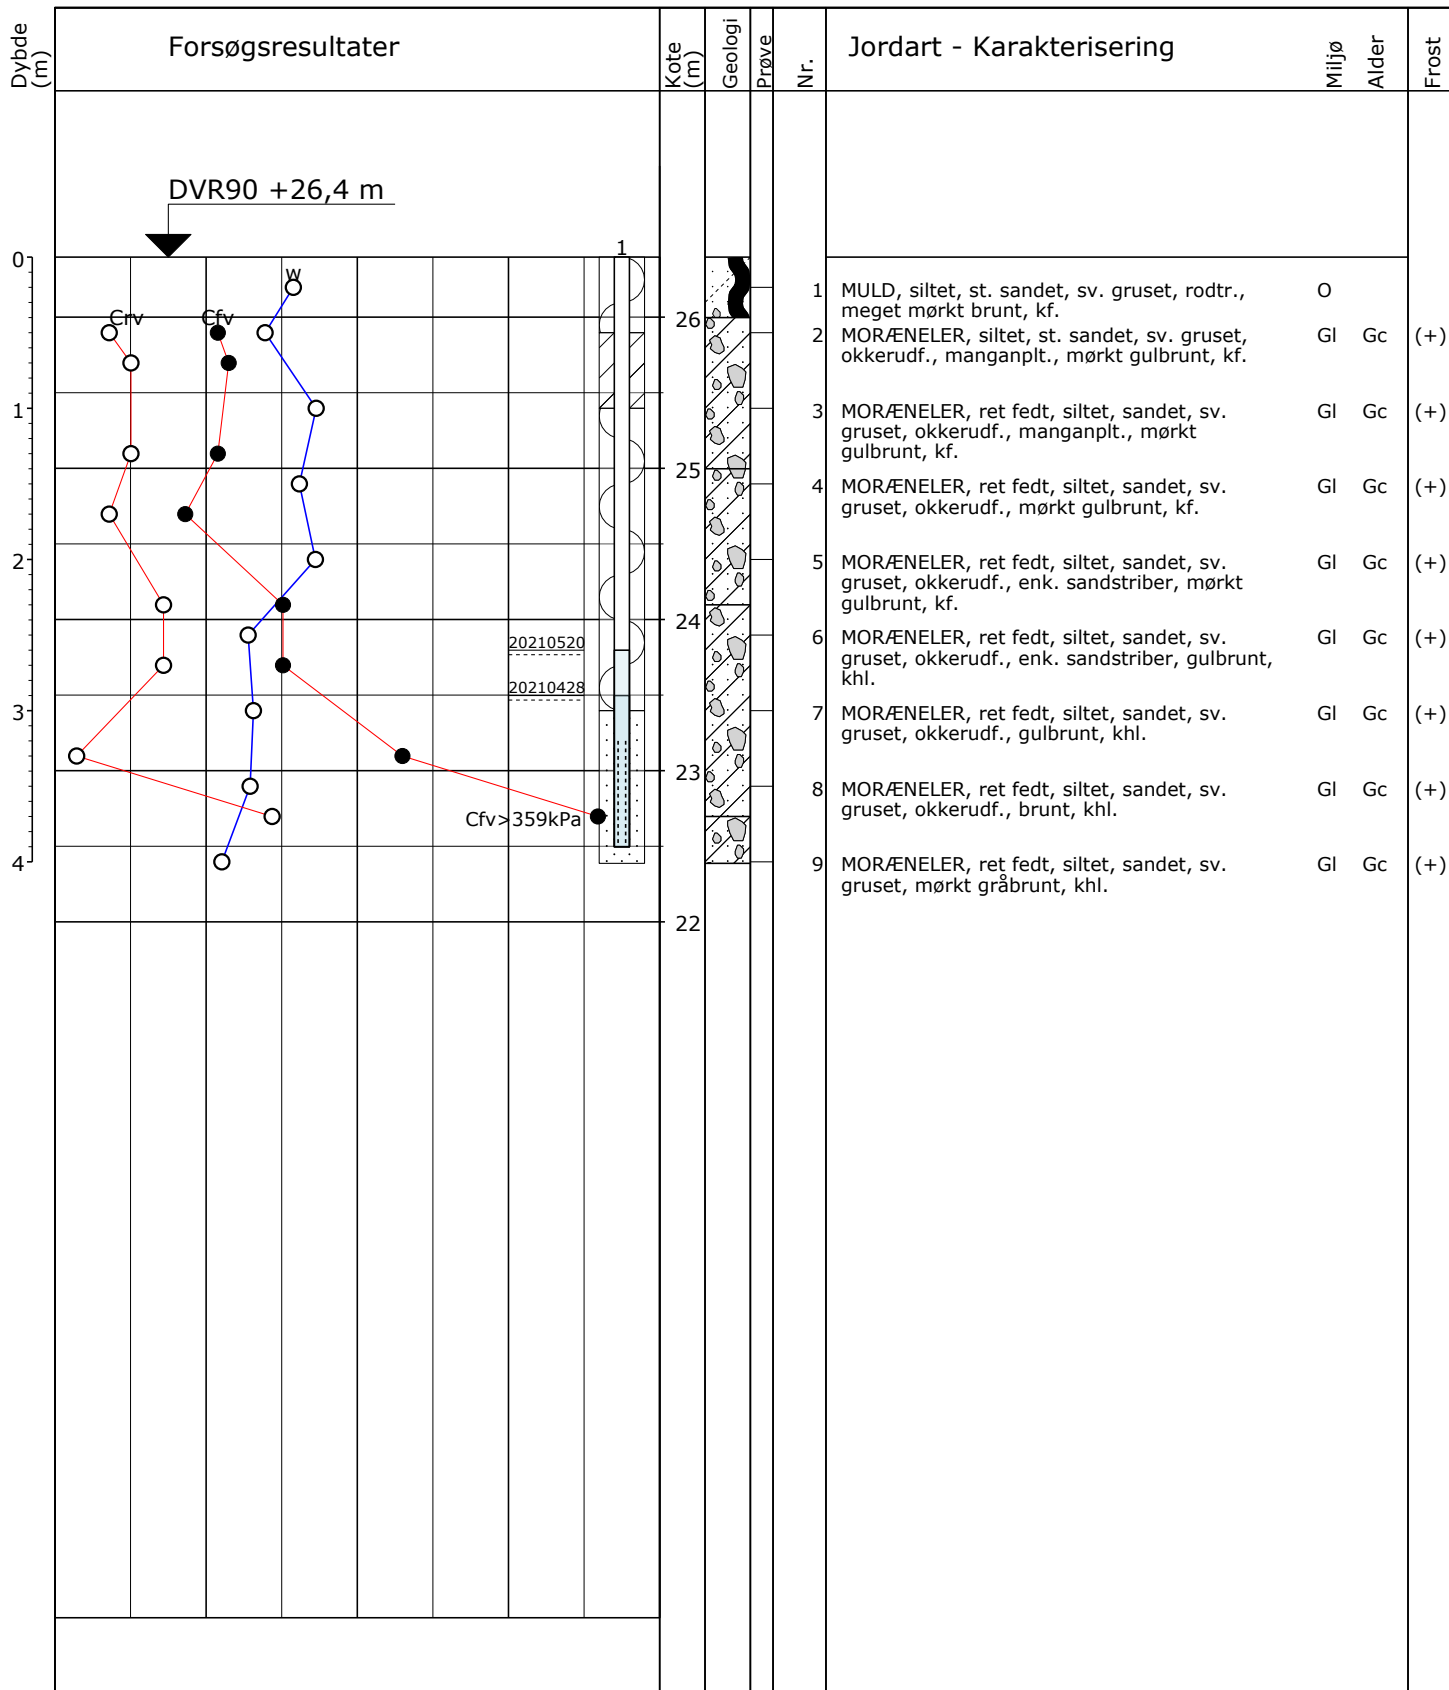 Dybde (m)
Forsøgsresultater
Kote (m)
Geologi
Prøve
Nr.
Jordart - Karakterisering
Miljø
Alder
Frost
DVR90 +26,4 m
0
1
w
Crv
Cfv
26
1
25
2
24
20210520
20210428
3
23
Cfv>359kPa
4
22
1 MULD, siltet, st. sandet, sv. gruset, rodtr., O
meget mørkt brunt, kf.
2 MORÆNELER, siltet, st. sandet, sv. gruset, Gl Gc (+)
okkerudf., manganplt., mørkt gulbrunt, kf.
3 MORÆNELER, ret fedt, siltet, sandet, sv. Gl Gc (+)
gruset, okkerudf., manganplt., mørkt
gulbrunt, kf.
4 MORÆNELER, ret fedt, siltet, sandet, sv. Gl Gc (+)
gruset, okkerudf., mørkt gulbrunt, kf.
5 MORÆNELER, ret fedt, siltet, sandet, sv. Gl Gc (+)
gruset, okkerudf., enk. sandstriber, mørkt
gulbrunt, kf.
6 MORÆNELER, ret fedt, siltet, sandet, sv. Gl Gc (+)
gruset, okkerudf., enk. sandstriber, gulbrunt,
khl.
7 MORÆNELER, ret fedt, siltet, sandet, sv. Gl Gc (+)
gruset, okkerudf., gulbrunt, khl.
8 MORÆNELER, ret fedt, siltet, sandet, sv. Gl Gc (+)
gruset, okkerudf., brunt, khl.
9 MORÆNELER, ret fedt, siltet, sandet, sv. Gl Gc (+)
gruset, mørkt gråbrunt, khl.